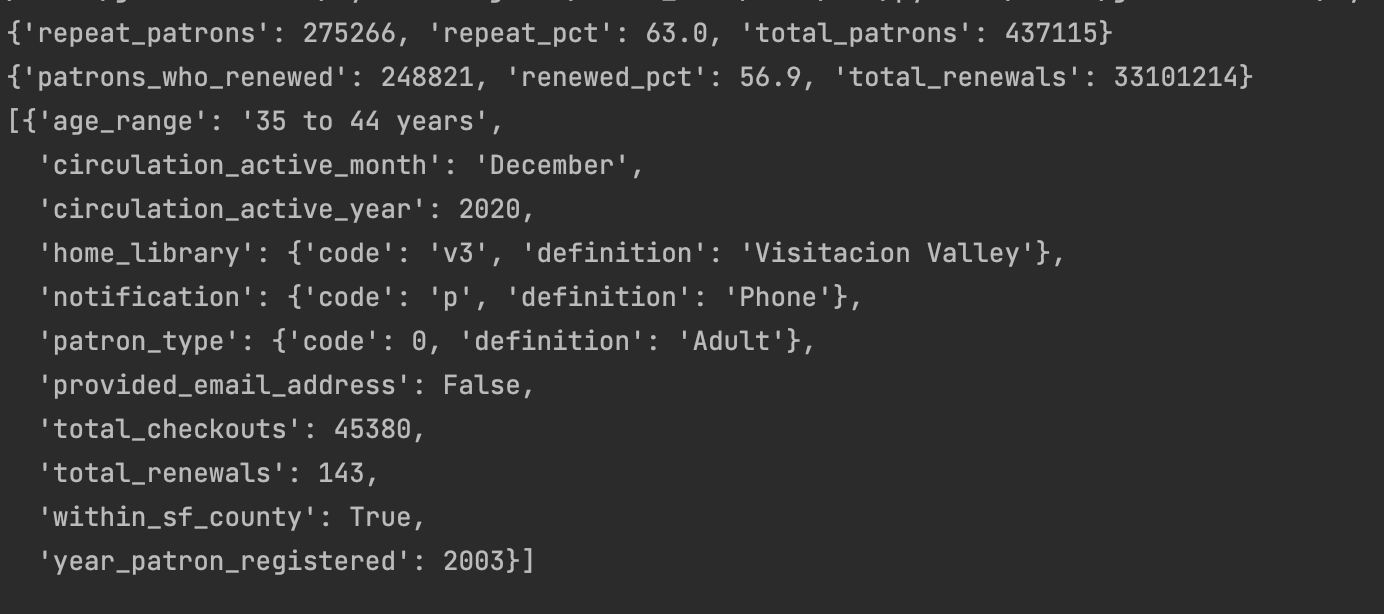 {'repeat_patrons': 275266, 'repeat_pct': 63.0, 'total_patrons': 437115}
{'patrons_who_renewed': 248821, 'renewed_pct': 56.9, 'total_renewals': 33101214}
[{'age_range': '35 to 44 years',
  'circulation_active_month': 'December',
  'circulation_active_year': 2020,
  'home_library': {'code': 'v3', 'definition': 'Visitacion Valley'},
  'notification': {'code': 'p', 'definition': 'Phone'},
  'patron_type': {'code': 0, 'definition': 'Adult'},
  'provided_email_address': False,
  'total_checkouts': 45380,
  'total_renewals': 143,
  'within_sf_county': True,
  'year_patron_registered': 2003}]